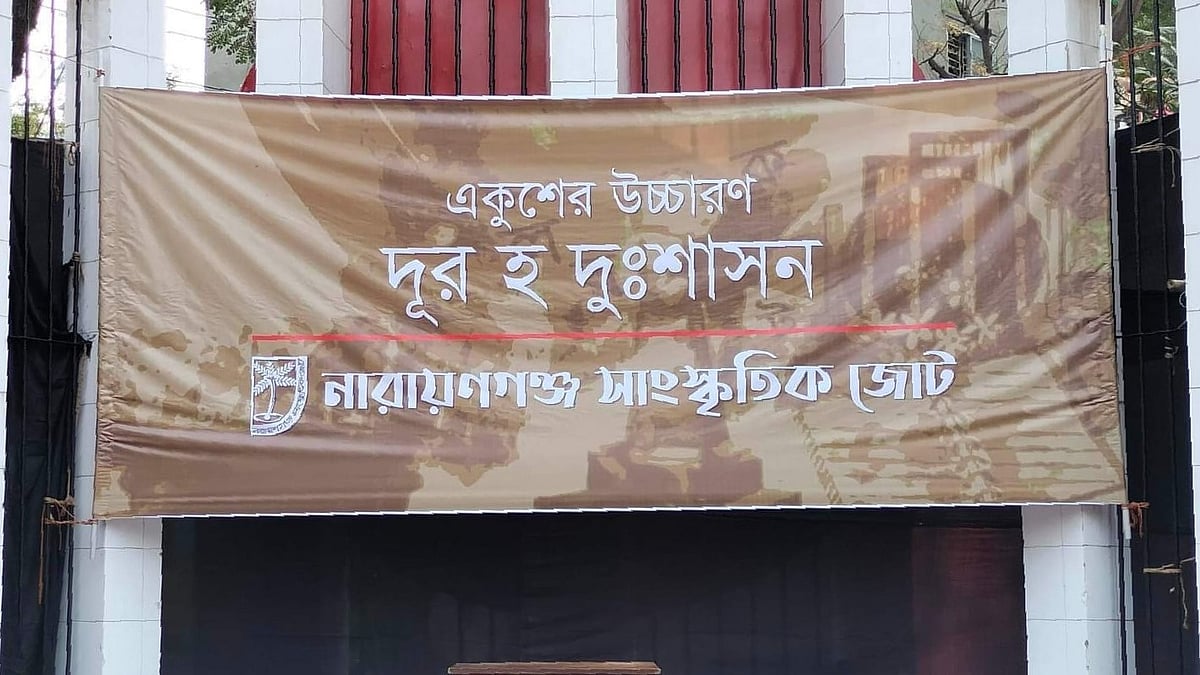 একুশের উচ্চারণ
দূর হ দুঃশাসন
নারায়ণগঞ্জ সাংস্কৃতিক জোট